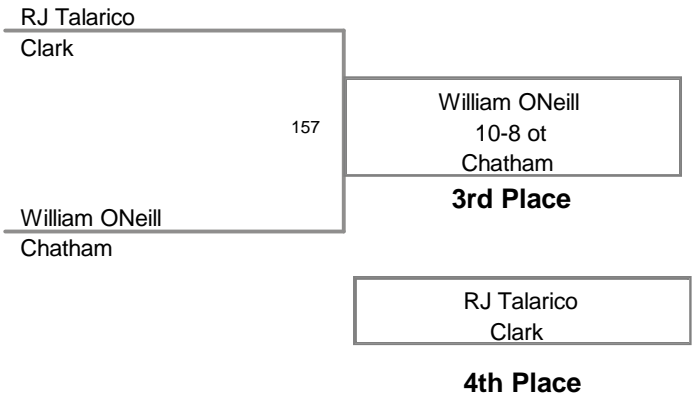 RJ Talarico
Clark
William ONeill
10-8 ot
Chatham
157
3rd Place
William ONeill
Chatham
RJ Talarico
Clark
4th Place